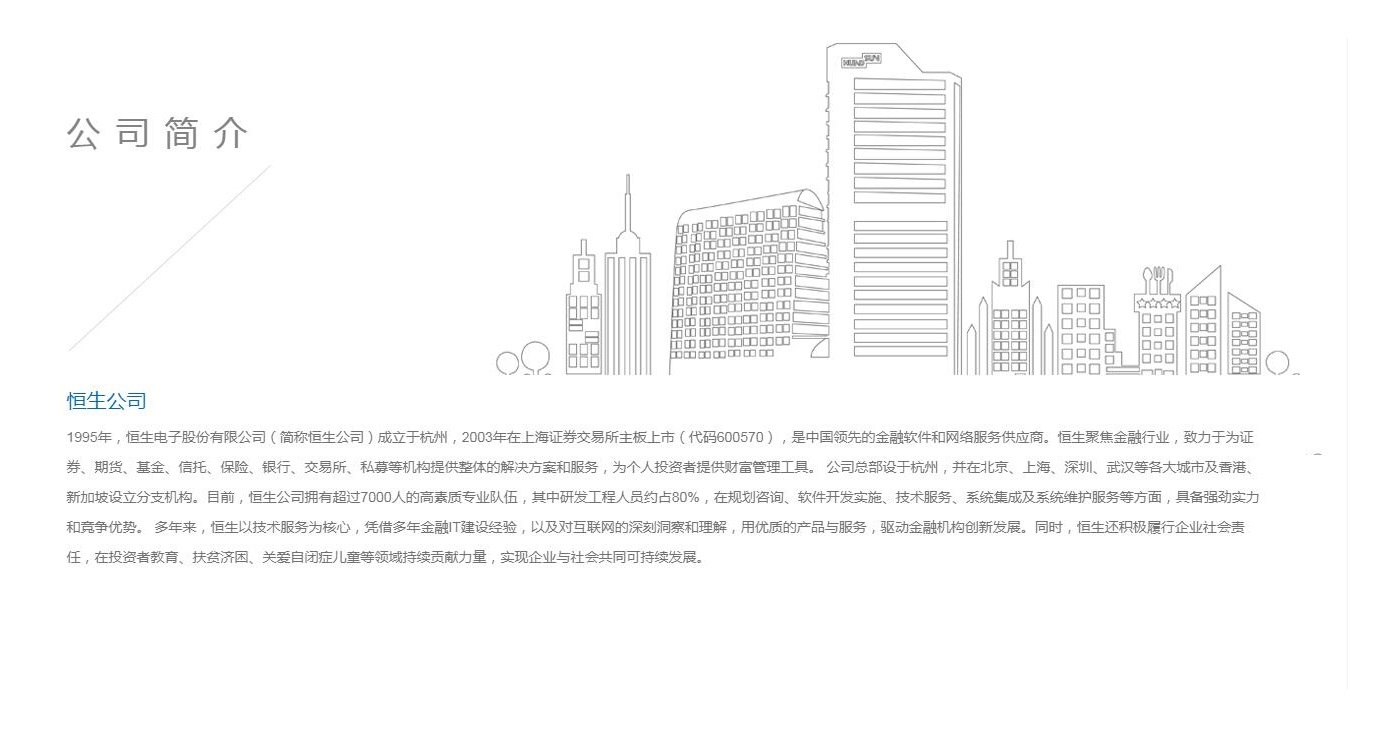 HUND
SUN
公司简介
恒生公司
1995年，恒生电子股份有限公司（简称恒生公司）成立于杭州，2003年在上海证券交易所主板上市（代码600570），是中国领先的金融软件和网络服务供应商。恒生聚焦金融行业，致力于为证
券、期货、基金、信托、保险、银行、交易所、私募等机构提供整体的解决方案和服务，为个人投资者提供财富管理工具。 公司总部设于杭州，并在北京、上海、深圳、武汉等各大城市及香港、
新加坡设立分支机构。目前，恒生公司拥有超过7000人的高素质专业队伍，其中研发工程人员约占80%，在规划咨询、软件开发实施、技术服务、系统集成及系统维护服务等方面，具备强劲实力
和竞争优势。 多年来，恒生以技术服务为核心，凭借多年金融IT建设经验，以及对互联网的深刻洞察和理解，用优质的产品与服务，驱动金融机构创新发展。同时，恒生还积极履行企业社会责
任，在投资者教育、扶贫济困、关爱自闭症儿童等领域持续贡献力量，实现企业与社会共同可持续发展。